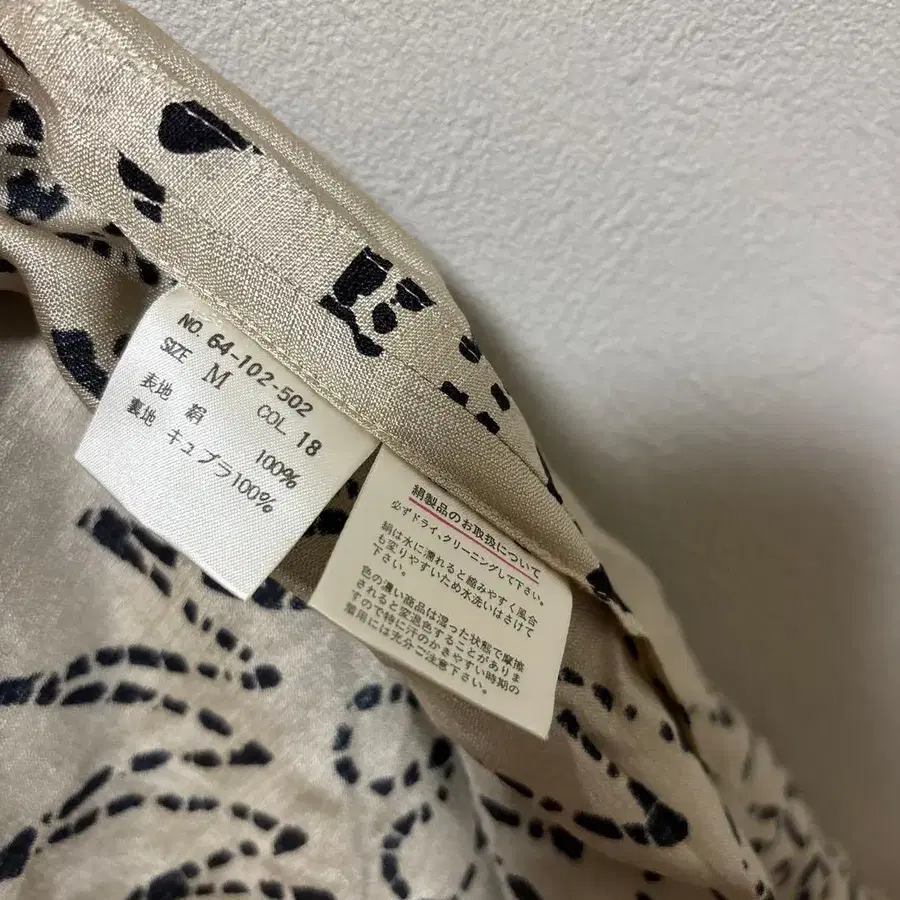 NO. 64-102-502
SIZE M COL 18
表地 絹 100%
裏地 キュプラ100%
絹製品のお取扱について
必ずドライ、クリーニングして下さい。
絹は水に濡れると縮みやすく風合
も変りやすいため水洗いはさけて
下さい。
色の濃い商品は湿った状態で摩擦
されると変退色することがありま
すので特に汗のかきやすい時期の
着用には充分ご注意下さい。